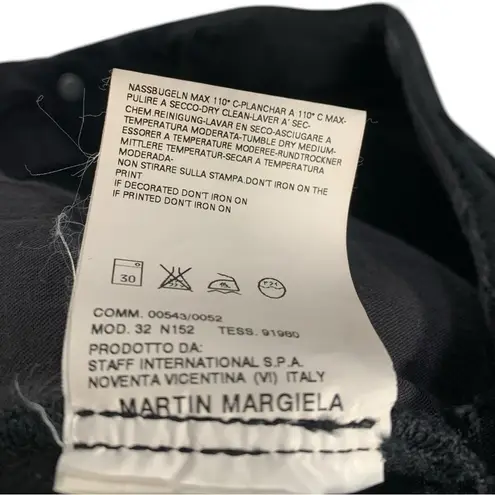 NASSBUGELN MAX 110° C-PLANCHAR A 110° C MAX-
PULIRE A SECCO-DRY CLEAN-LAVER A' SEC-
CHEM REINIGUNG-LAVAR EN SECO-ASCIUGARE A
TEMPERATURA MODERATA-TUMBLE DRY MEDIUM-
ESSORER A TEMPERATUR MODEREE-RUNDTROCKNER
MITTLERE TEMPERATUR-SECAR A TEMPERATURA
MODERADA-
NON STIRARE SULLA STAMPA.DON'T IRON ON THE
PRINT
IF DECORATED DON'T IRON ON
IF PRINTED DON'T IRON ON
30
COMM. 00543/0052
MOD. 32 N152 TESS. 91960
PRODOTTO DA:
STAFF INTERNATIONAL S.P.A.
NOVENTA VICENTINA (VI) ITALY
MARTIN MARGIELA